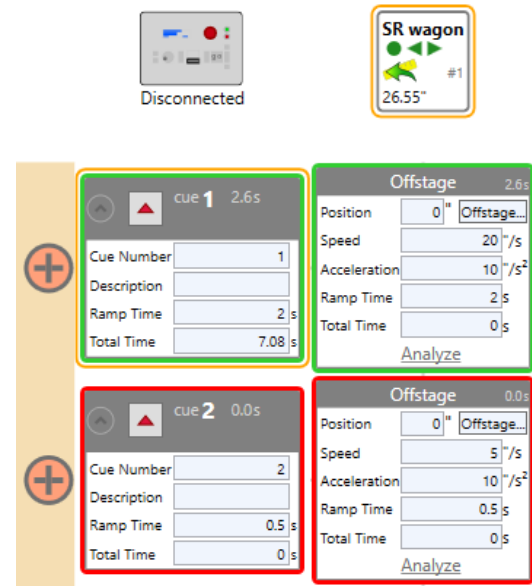 Disconnected
SR wagon
#1
26.55"
cue 1 2.6s
Cue Number 1
Description
Ramp Time 2 s
Total Time 7.08 s
Offstage 2.6s
Position 0 " Offstage...
Speed 20 "/s
Acceleration 10 "/s²
Ramp Time 2 s
Total Time 0 s
Analyze
cue 2 0.0s
Cue Number 2
Description
Ramp Time 0.5 s
Total Time 0 s
Offstage 0.0s
Position 0 " Offstage...
Speed 5 "/s
Acceleration 10 "/s²
Ramp Time 0.5 s
Total Time 0 s
Analyze